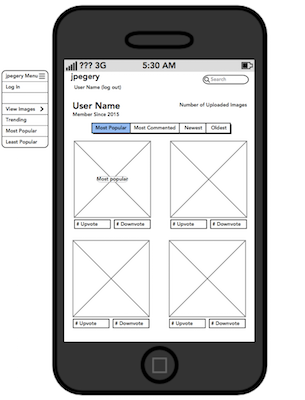 jpegery Menu
Log In
View Images
Trending
Most Popular
Least Popular
??? 3G 5:30 AM
jpegery
Search
User Name (log out)
User Name
Number of Uploaded Images
Member Since 2015
Most Popular Most Commented Newest Oldest
Most popular
# Upvote # Downvote # Upvote # Downvote
# Upvote # Downvote # Upvote # Downvote